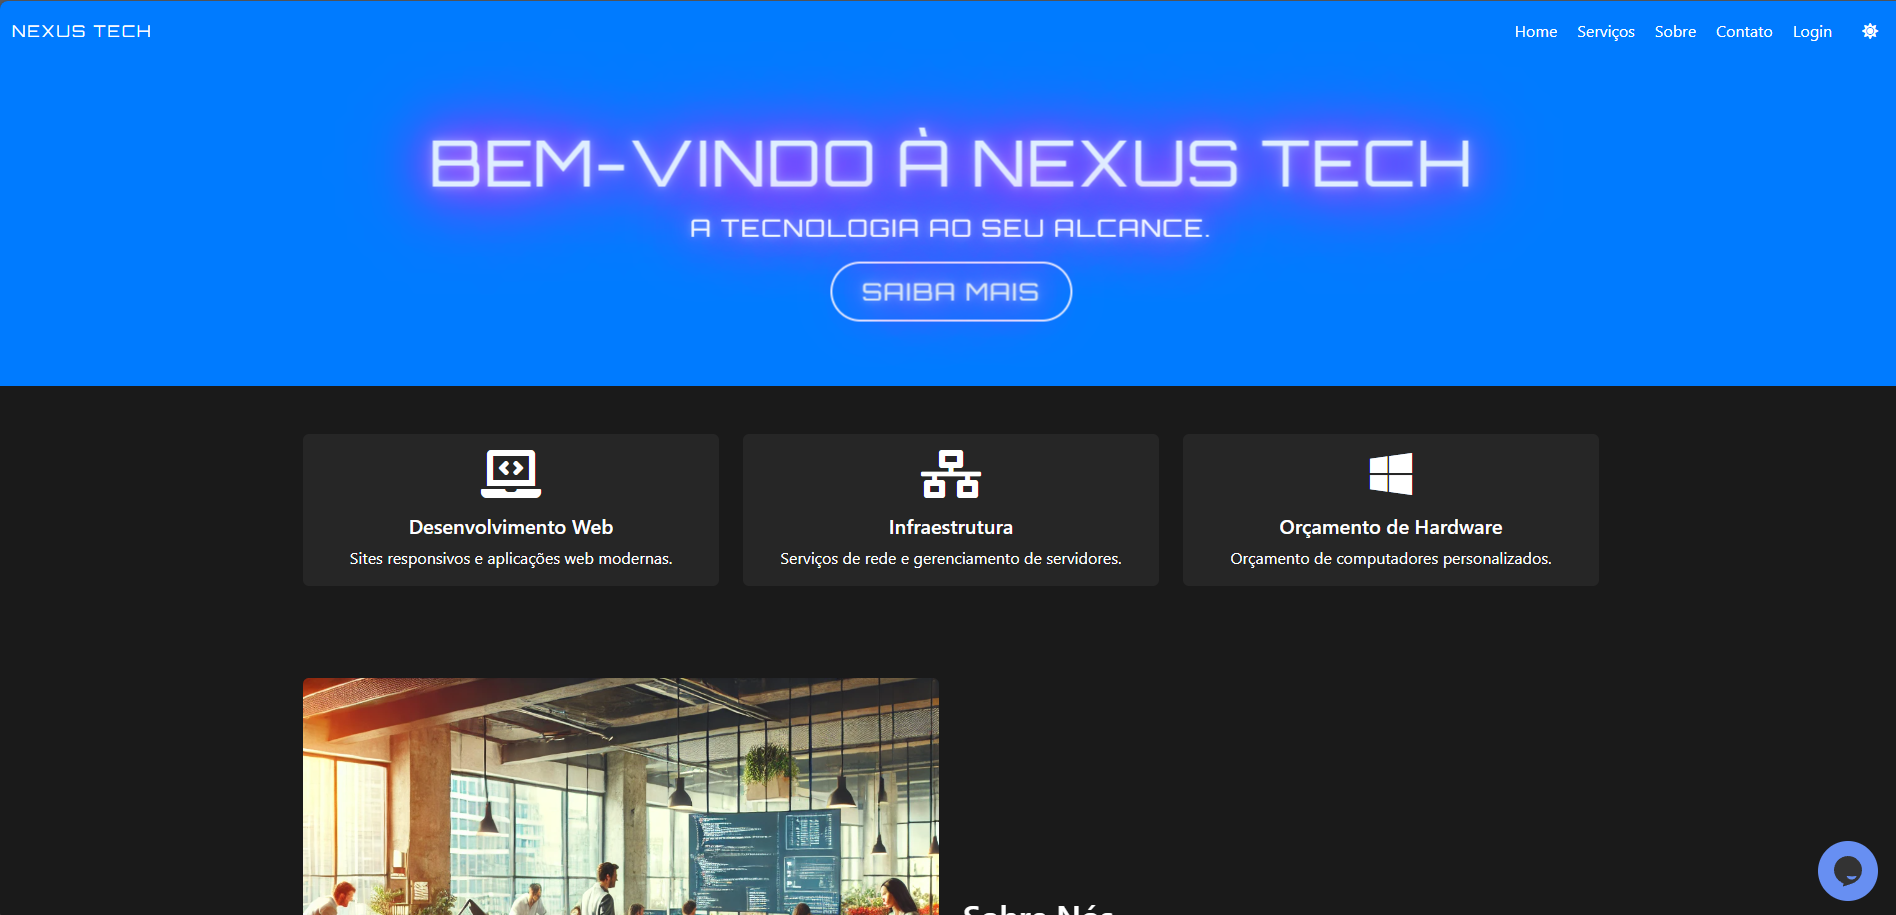 NEXUS TECH
Home Serviços Sobre Contato Login
BEM-VINDO À NEXUS TECH
A TECNOLOGIA AO SEU ALCANCE.
SAIBA MAIS
Desenvolvimento Web
Sites responsivos e aplicações web modernas.
Infraestrutura
Serviços de rede e gerenciamento de servidores.
Orçamento de Hardware
Orçamento de computadores personalizados.
Sobre Nós